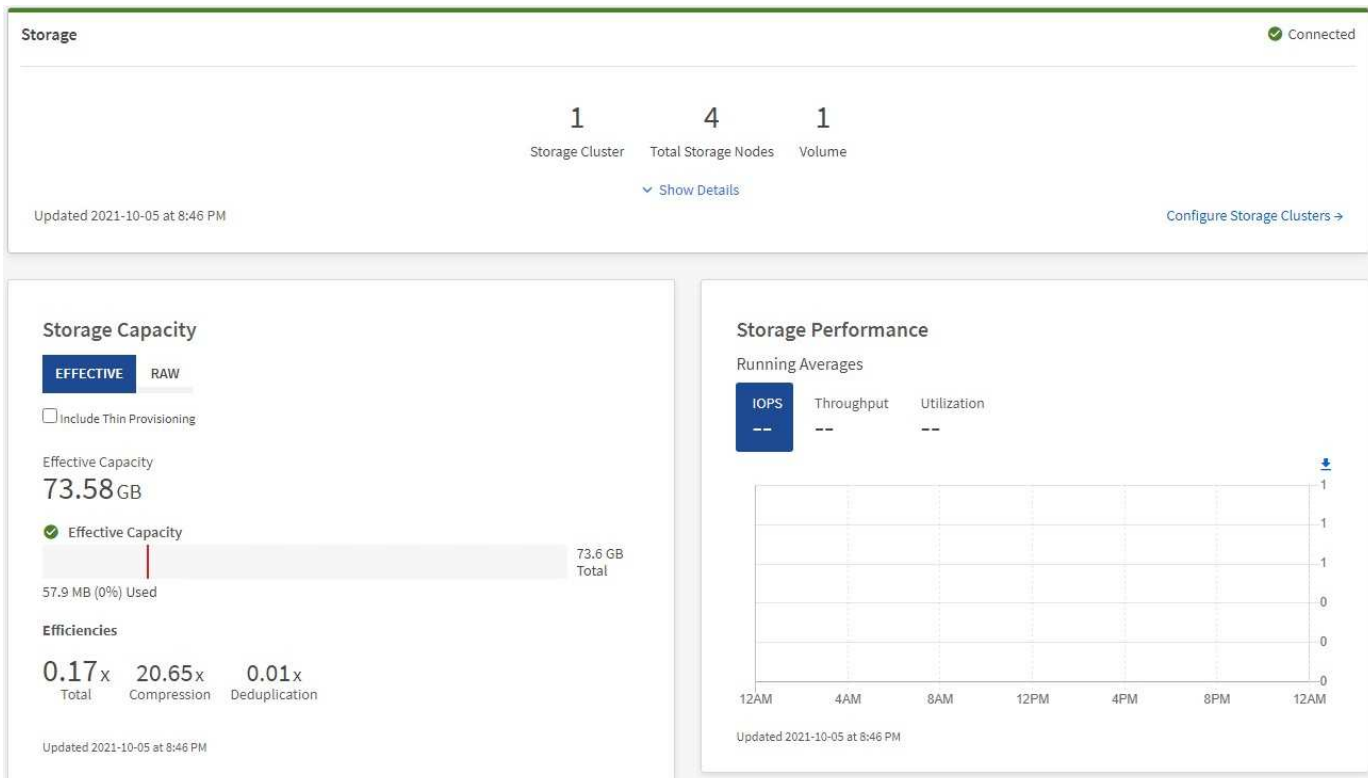 Storage
Connected
1 4 1
Storage Cluster Total Storage Nodes Volume
Show Details
Updated 2021-10-05 at 8:46 PM
Configure Storage Clusters →
Storage Capacity
EFFECTIVE RAW
Include Thin Provisioning
Effective Capacity
73.58 GB
Effective Capacity
73.6 GB
Total
57.9 MB (0%) Used
Efficiencies
0.17x 20.65x 0.01x
Total Compression Deduplication
Updated 2021-10-05 at 8:46 PM
Storage Performance
Running Averages
IOPS Throughput Utilization
-- -- --
1
1
1
0
0
0
12AM 4AM 8AM 12PM 4PM 8PM 12AM
Updated 2021-10-05 at 8:46 PM